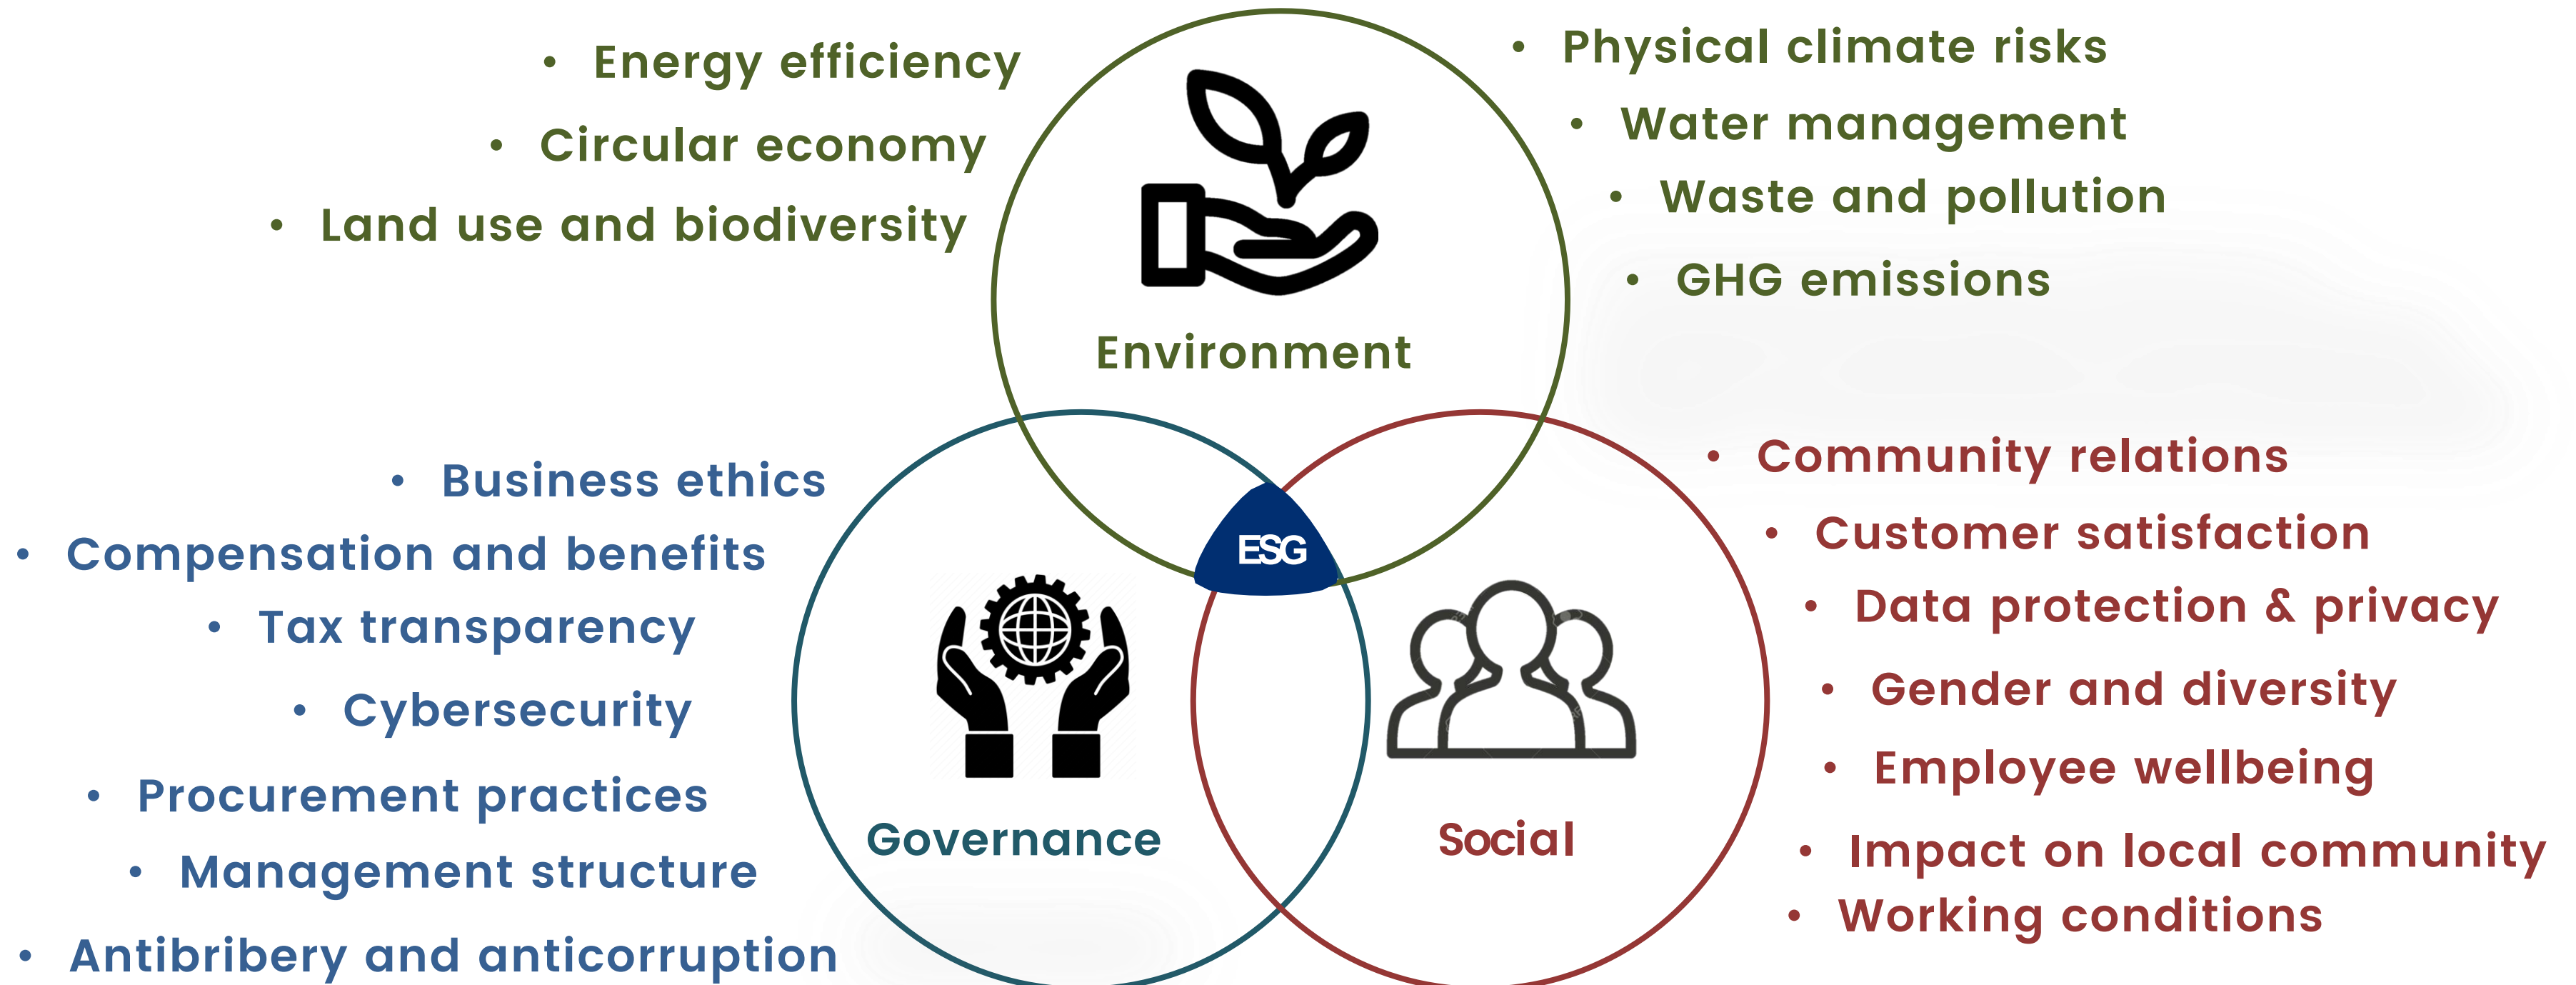 • Energy efficiency
• Circular economy
• Land use and biodiversity
• Physical climate risks
• Water management
• Waste and pollution
• GHG emissions
Environment
• Business ethics
• Compensation and benefits
• Tax transparency
• Cybersecurity
• Procurement practices
• Management structure
• Antibribery and anticorruption
ESG
Governance
Social
• Community relations
• Customer satisfaction
• Data protection & privacy
• Gender and diversity
• Employee wellbeing
• Impact on local community
• Working conditions